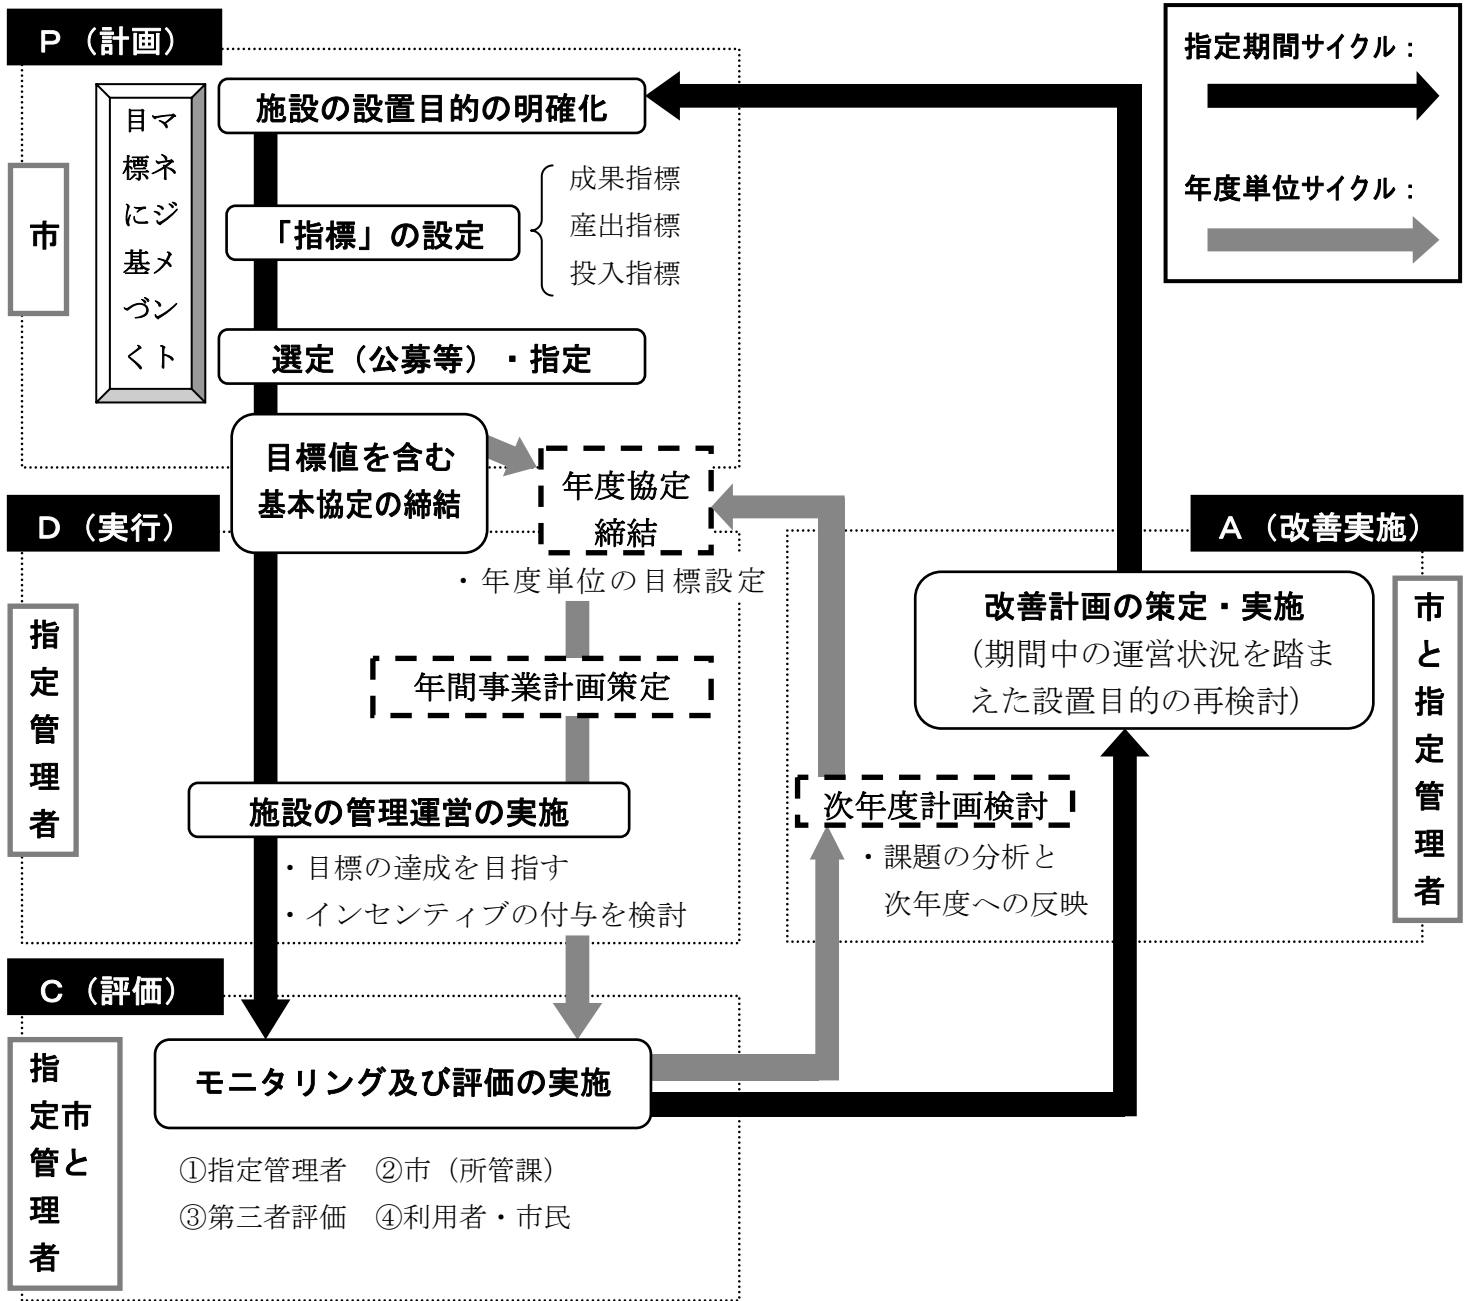 P（計画）
指定期間サイクル：
年度単位サイクル：
市
マネジメント
目標に基づく
施設の設置目的の明確化
「指標」の設定
成果指標
産出指標
投入指標
選定（公募等）・指定
目標値を含む
基本協定の締結
年度協定
締結
・年度単位の目標設定
D（実行）
指定管理者
年間事業計画策定
施設の管理運営の実施
・目標の達成を目指す
・インセンティブの付与を検討
A（改善実施）
市と指定管理者
改善計画の策定・実施
（期間中の運営状況を踏ま
えた設置目的の再検討）
次年度計画検討
・課題の分析と
次年度への反映
C（評価）
市と
指定管理者
モニタリング及び評価の実施
①指定管理者　②市（所管課）
③第三者評価　④利用者・市民